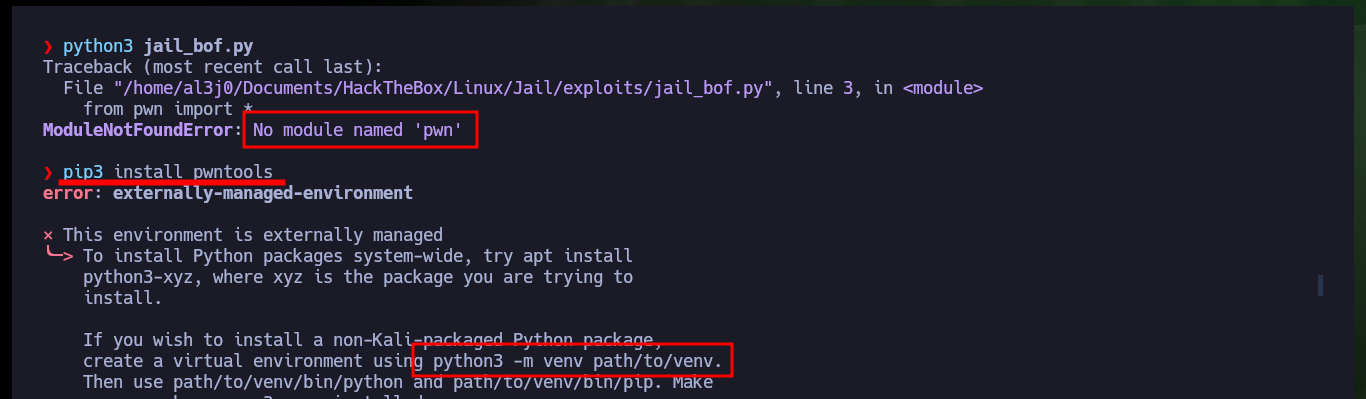 ❯ python3 jail_bof.py
Traceback (most recent call last):
File "/home/al3j0/Documents/HackTheBox/Linux/Jail/exploits/jail_bof.py", line 3, in <module>
from pwn import *
ModuleNotFoundError: No module named 'pwn'
❯ pip3 install pwntools
error: externally-managed-environment
× This environment is externally managed
╰─> To install Python packages system-wide, try apt install
python3-xyz, where xyz is the package you are trying to
install.
If you wish to install a non-Kali-packaged Python package,
create a virtual environment using python3 -m venv path/to/venv.
Then use path/to/venv/bin/python and path/to/venv/bin/pip. Make